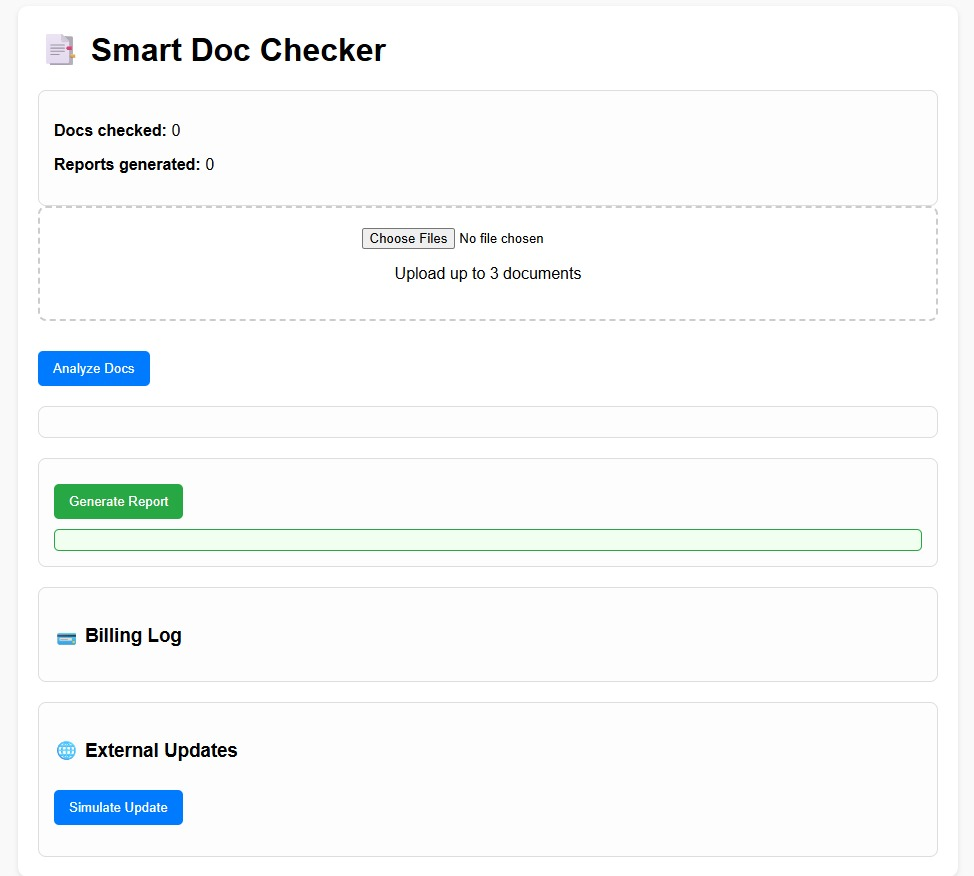 Smart Doc Checker
Docs checked: 0
Reports generated: 0
Choose Files No file chosen
Upload up to 3 documents
Analyze Docs
Generate Report
Billing Log
External Updates
Simulate Update